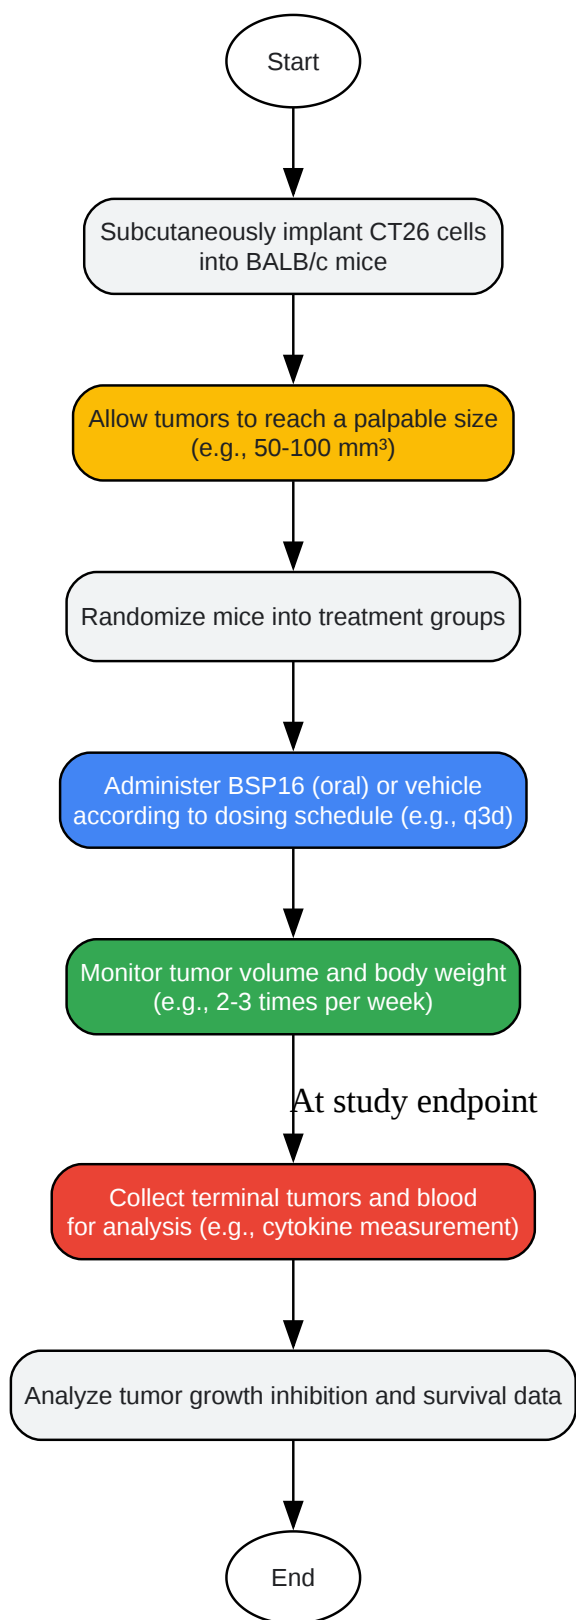 Start
Subcutaneously implant CT26 cells
into BALB/c mice
Allow tumors to reach a palpable size
(e.g., 50-100 mm³)
Randomize mice into treatment groups
Administer BSP16 (oral) or vehicle
according to dosing schedule (e.g., q3d)
Monitor tumor volume and body weight
(e.g., 2-3 times per week)
At study endpoint
Collect terminal tumors and blood
for analysis (e.g., cytokine measurement)
Analyze tumor growth inhibition and survival data
End